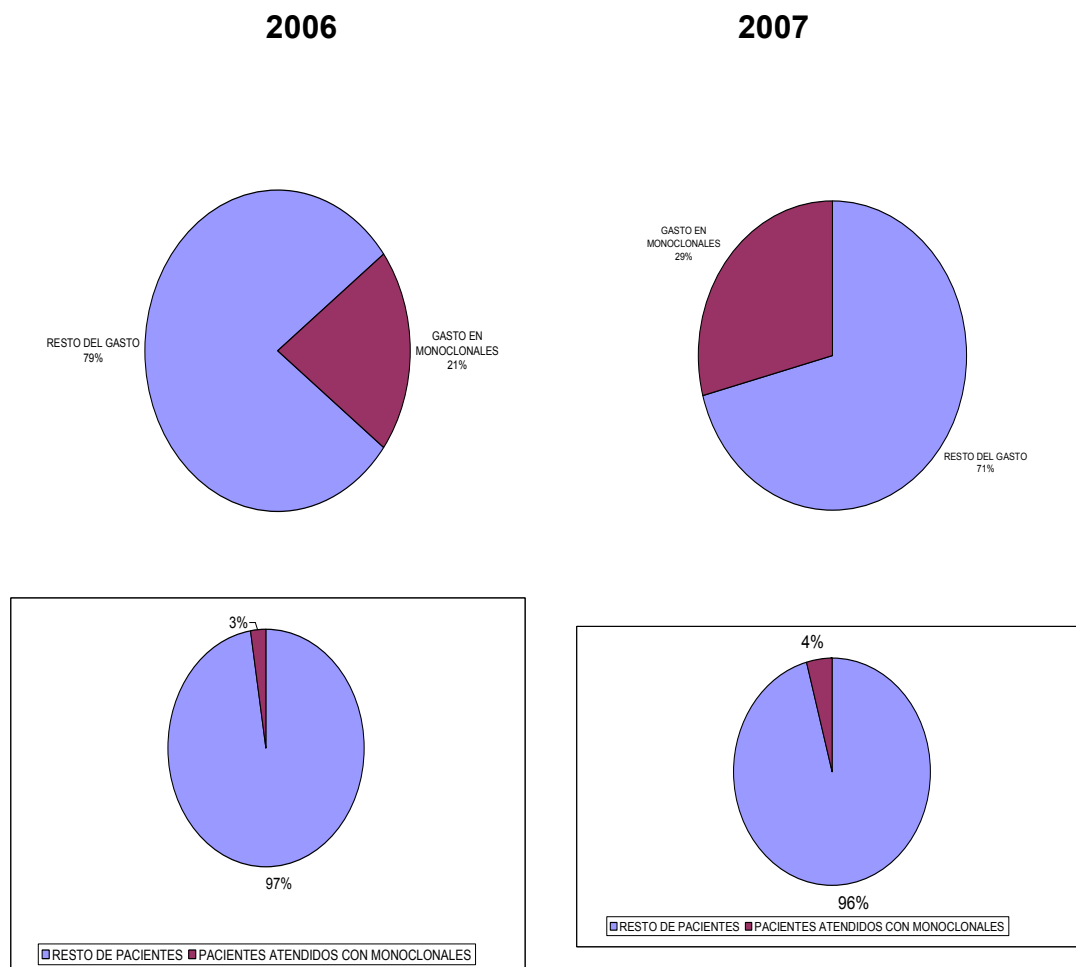 2006
2007
RESTO DEL GASTO
79%
GASTO EN
MONOCLONALES
21%
GASTO EN
MONOCLONALES
29%
RESTO DEL GASTO
71%
3%
97%
RESTO DE PACIENTES PACIENTES ATENDIDOS CON MONOCLONALES
4%
96%
RESTO DE PACIENTES PACIENTES ATENDIDOS CON MONOCLONALES